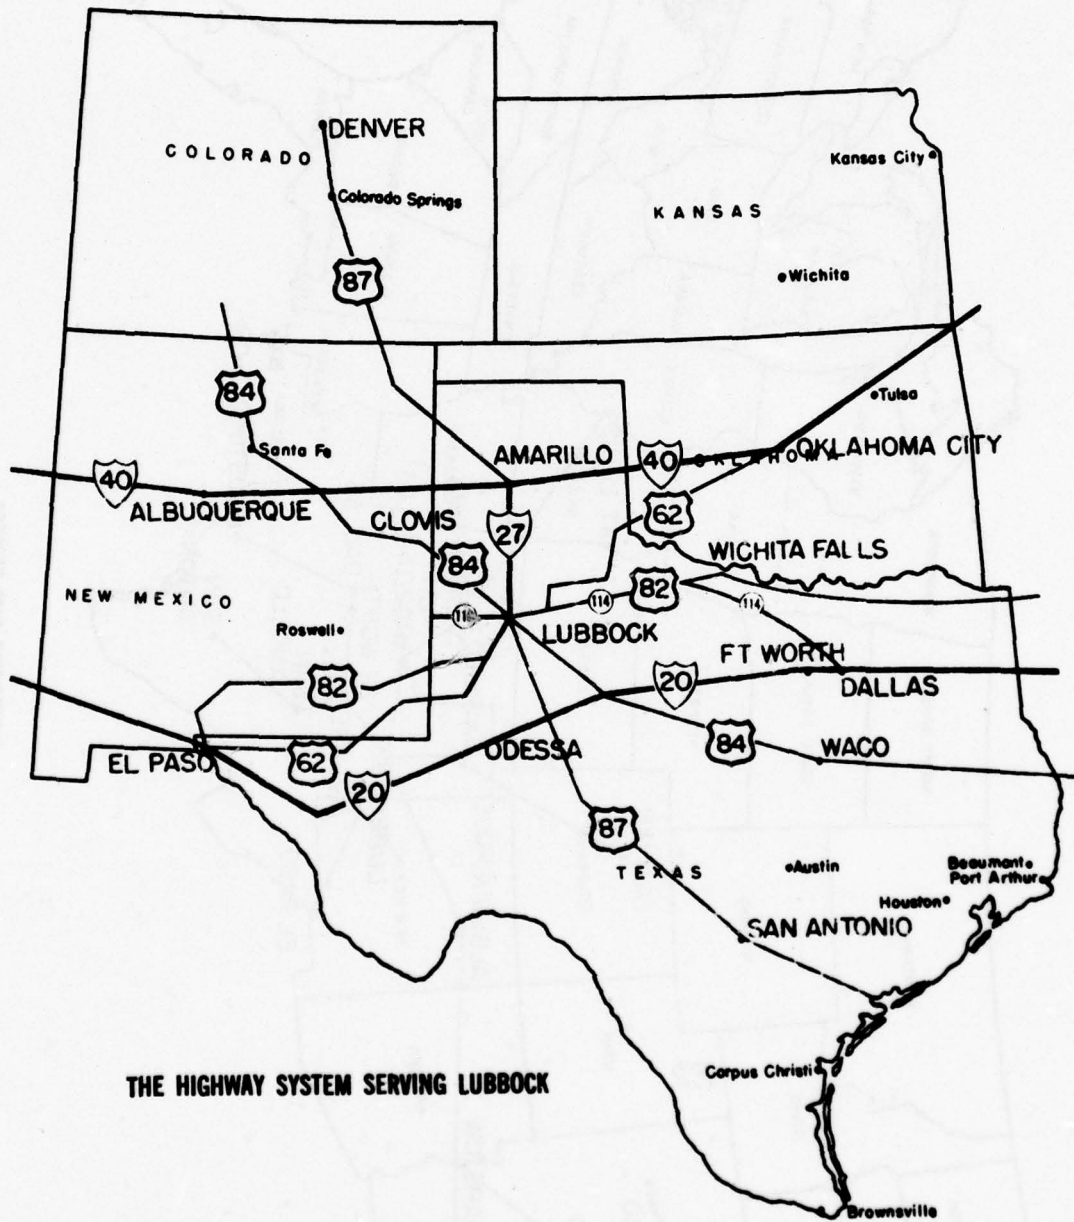 DENVER
COLORADO
Kansas City
Colorado Springs
KANSAS
87
Wichita
84
Tulsa
Santa Fe
AMARILLO
40
OKLAHOMA
OKLAHOMA CITY
40
ALBUQUERQUE
CLOVIS
27
62
WICHITA FALLS
84
82
NEW MEXICO
114
114
Roswell
LUBBOCK
FT WORTH
82
20
DALLAS
84
WACO
ODESSA
EL PASO
62
20
87
TEXAS
Austin
Beaumont
Port Arthur
Houston
SAN ANTONIO
Corpus Christi
THE HIGHWAY SYSTEM SERVING LUBBOCK
Brownsville